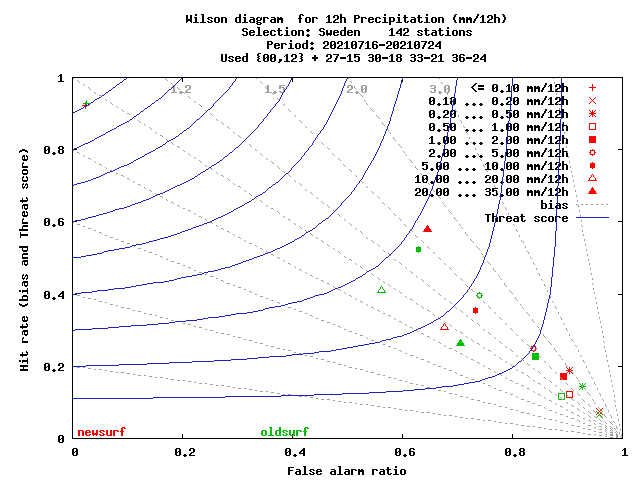 Wilson diagram  for 12h Precipitation (mm/12h)
Selection: Sweden    142 stations
Period: 20210716-20210724
Used {00,12} + 27-15 30-18 33-21 36-24
1.2 1.5 2.0 3.0
<= 0.10 mm/12h
0.10 ... 0.20 mm/12h
0.20 ... 0.50 mm/12h
0.50 ... 1.00 mm/12h
1.00 ... 2.00 mm/12h
2.00 ... 5.00 mm/12h
5.00 ... 10.00 mm/12h
10.00 ... 20.00 mm/12h
20.00 ... 35.00 mm/12h
bias
Threat score
Hit rate (bias and Threat score)
1
0.8
0.6
0.4
0.2
0
newsurf oldsurf
0 0.2 0.4 0.6 0.8 1
False alarm ratio